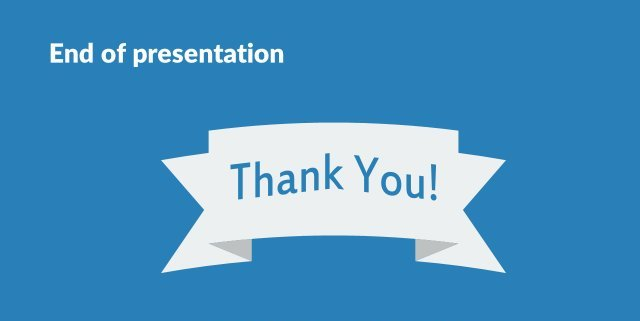 End of presentation
Thank You!